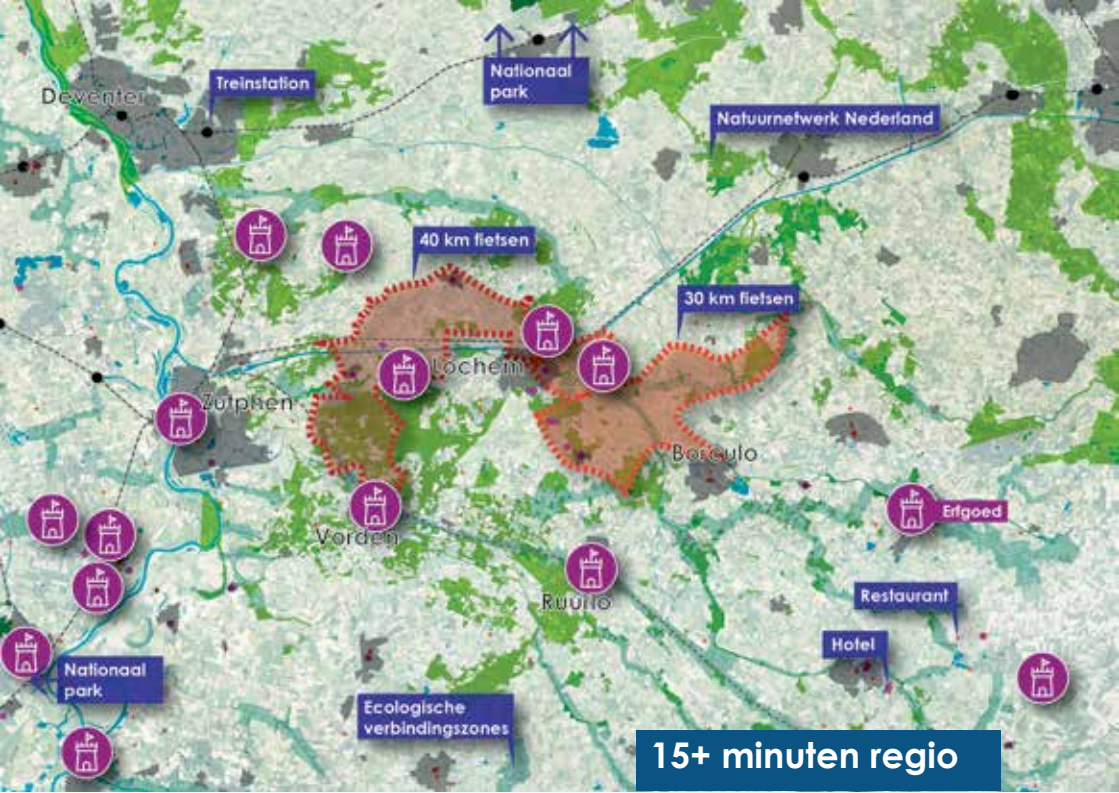 Nationaal
park
Treinstation
Deventer
Natuurnetwerk Nederland
40 km fietsen
30 km fietsen
Lochem
Zutphen
Borculo
Erfgoed
Vorden
Ruurlo
Restaurant
Hotel
Nationaal
park
Ecologische
verbindingszones
15+ minuten regio